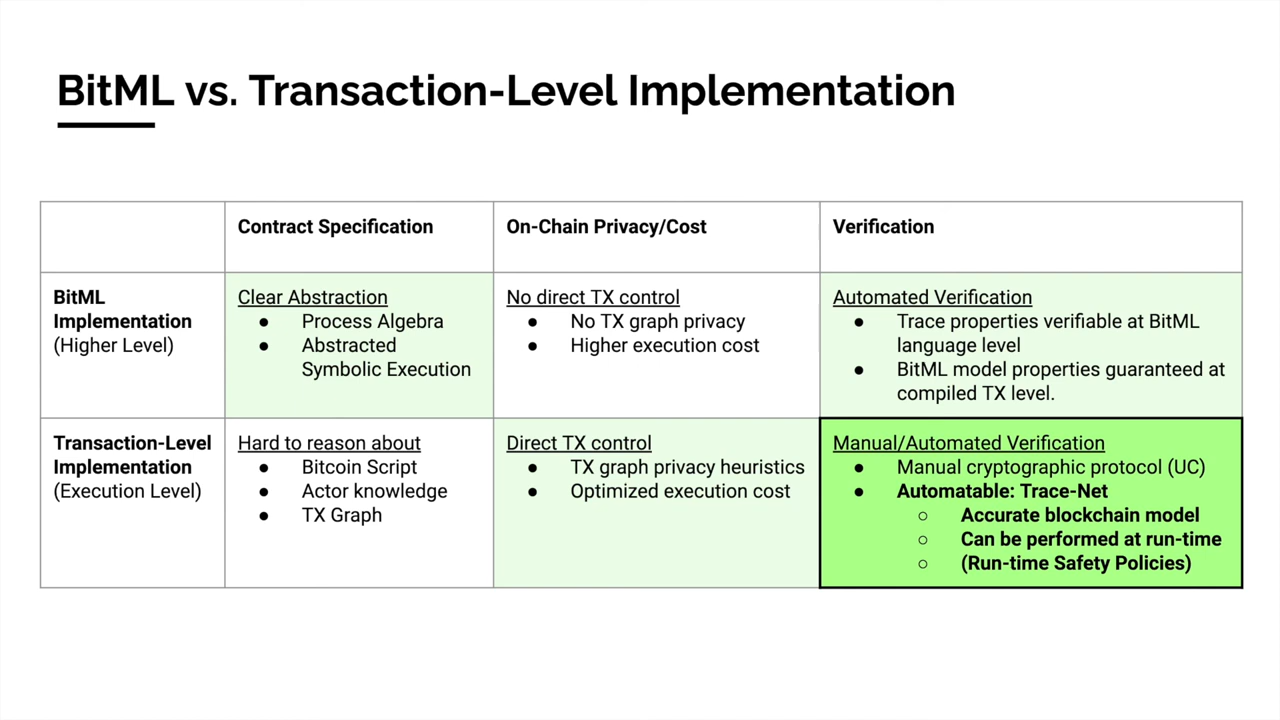 BitML vs. Transaction-Level Implementation
Contract Specification
On-Chain Privacy/Cost
Verification
BitML
Implementation
(Higher Level)
Clear Abstraction
● Process Algebra
● Abstracted
Symbolic Execution
No direct TX control
● No TX graph privacy
● Higher execution cost
Automated Verification
● Trace properties verifiable at BitML
language level
● BitML model properties guaranteed at
compiled TX level.
Transaction-Level
Implementation
(Execution Level)
Hard to reason about
● Bitcoin Script
● Actor knowledge
● TX Graph
Direct TX control
● TX graph privacy heuristics
● Optimized execution cost
Manual/Automated Verification
● Manual cryptographic protocol (UC)
● Automatable: Trace-Net
○ Accurate blockchain model
○ Can be performed at run-time
○ (Run-time Safety Policies)